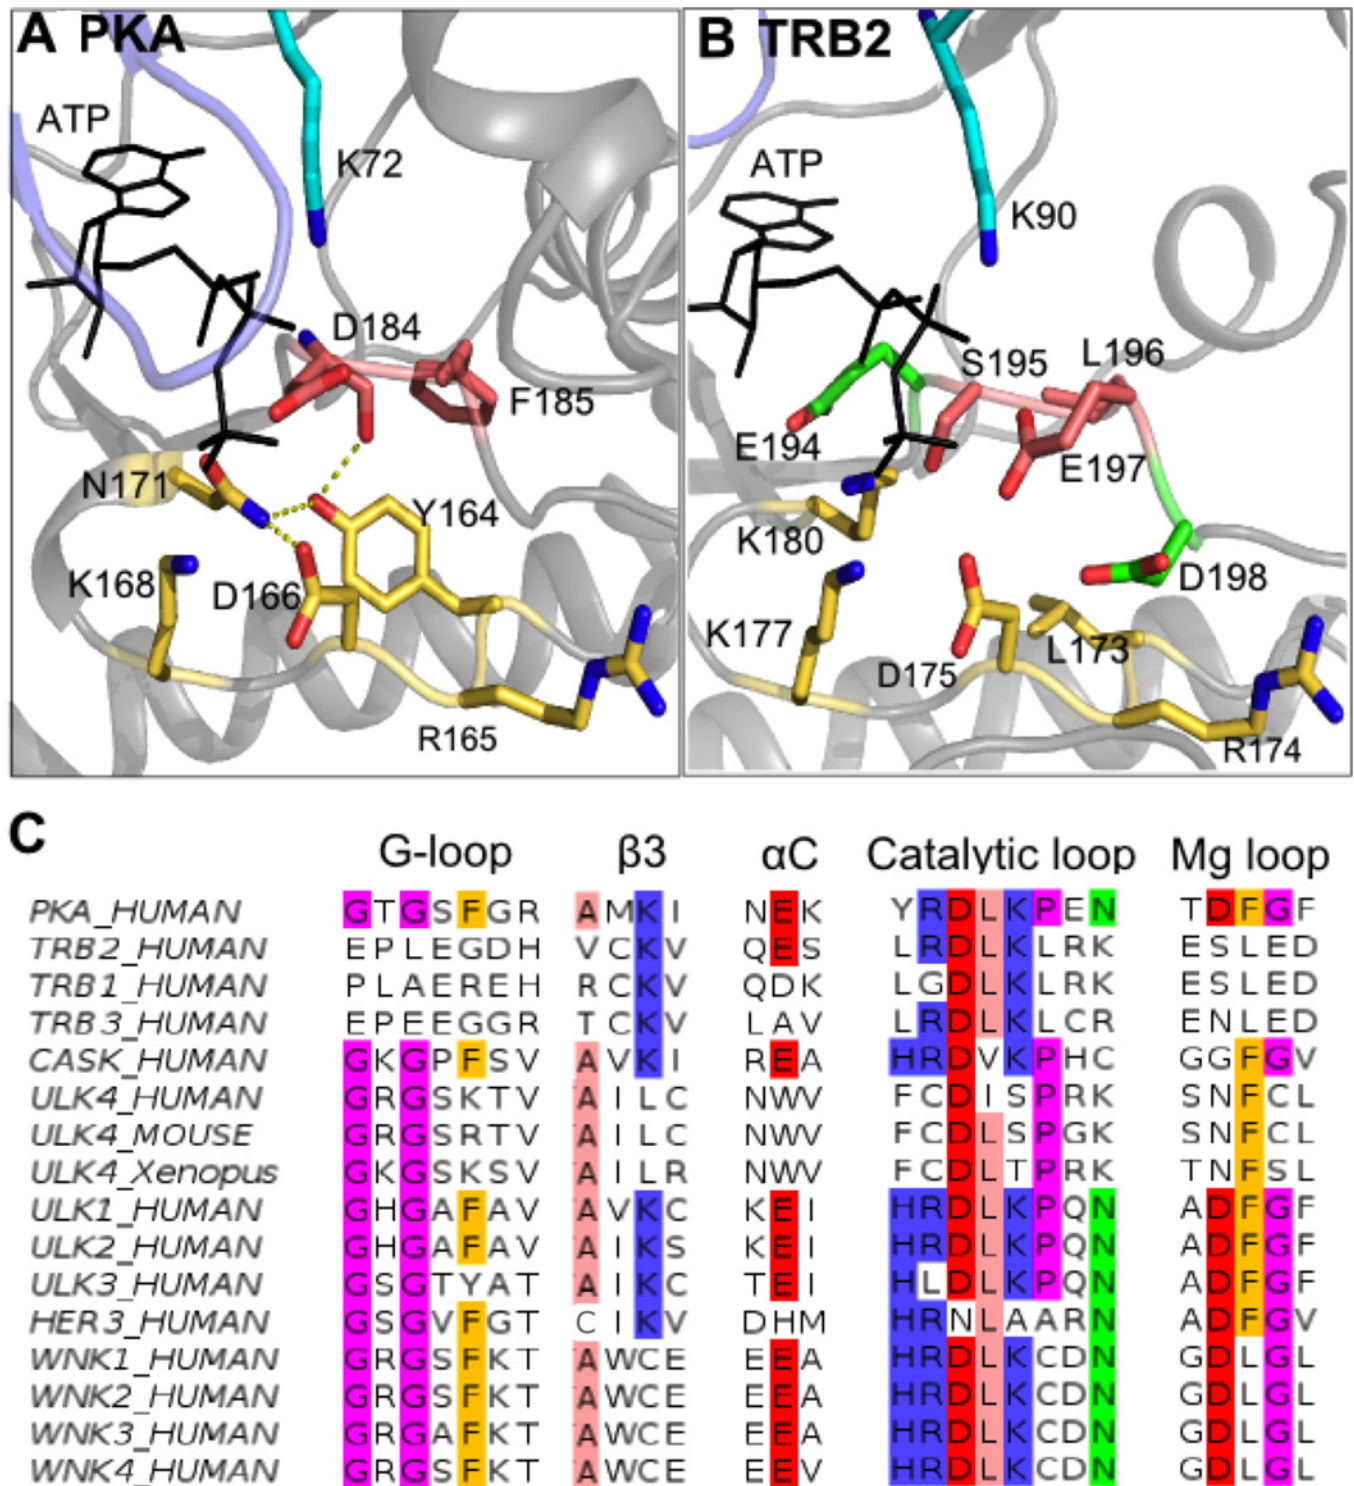 A PKA
ATP
K72
D184
F185
N171
Y164
K168
D166
R165
B TRB2
ATP
K90
S195
L196
E194
E197
K180
D198
K177
L173
D175
R174
C
G-loop β3 αC Catalytic loop Mg loop
PKA_HUMAN GTGSFGR AMKI NEK YRDLKPEN TDFGF
TRB2_HUMAN EPLEGDH VCKV QES LRDLKLRK ESLED
TRB1_HUMAN PLAEREH RCKV QDK LGDLKLRK ESLED
TRB3_HUMAN EPEEGGR TCKV LAV LRDLKLCR ENLED
CASK_HUMAN GKGPFSV AVKI REA HRDVKPHC GGFGV
ULK4_HUMAN GRGSKTV AILC NWV FCDISPRK SNFCL
ULK4_MOUSE GRGSRTV AILC NWV FCDLSPGK SNFCL
ULK4_Xenopus GKGSKSV AILR NWV FCDLTPRK TNFSL
ULK1_HUMAN GHGAFAV AVKC KEI HRDLKPQN ADFGF
ULK2_HUMAN GHGAFAV AIKS KEI HRDLKPQN ADFGF
ULK3_HUMAN GSGTYAT AIKC TEI HLDLKPQN ADFGF
HER3_HUMAN GSGVFGT CIKV DHM HRNLAARN ADFGV
WNK1_HUMAN GRGSFKT AWCE EEA HRDLKCDN GDLGL
WNK2_HUMAN GRGSFKT AWCE EEA HRDLKCDN GDLGL
WNK3_HUMAN GRGAFKT AWCE EEA HRDLKCDN GDLGL
WNK4_HUMAN GRGSFKT AWCE EEV HRDLKCDN GDLGL